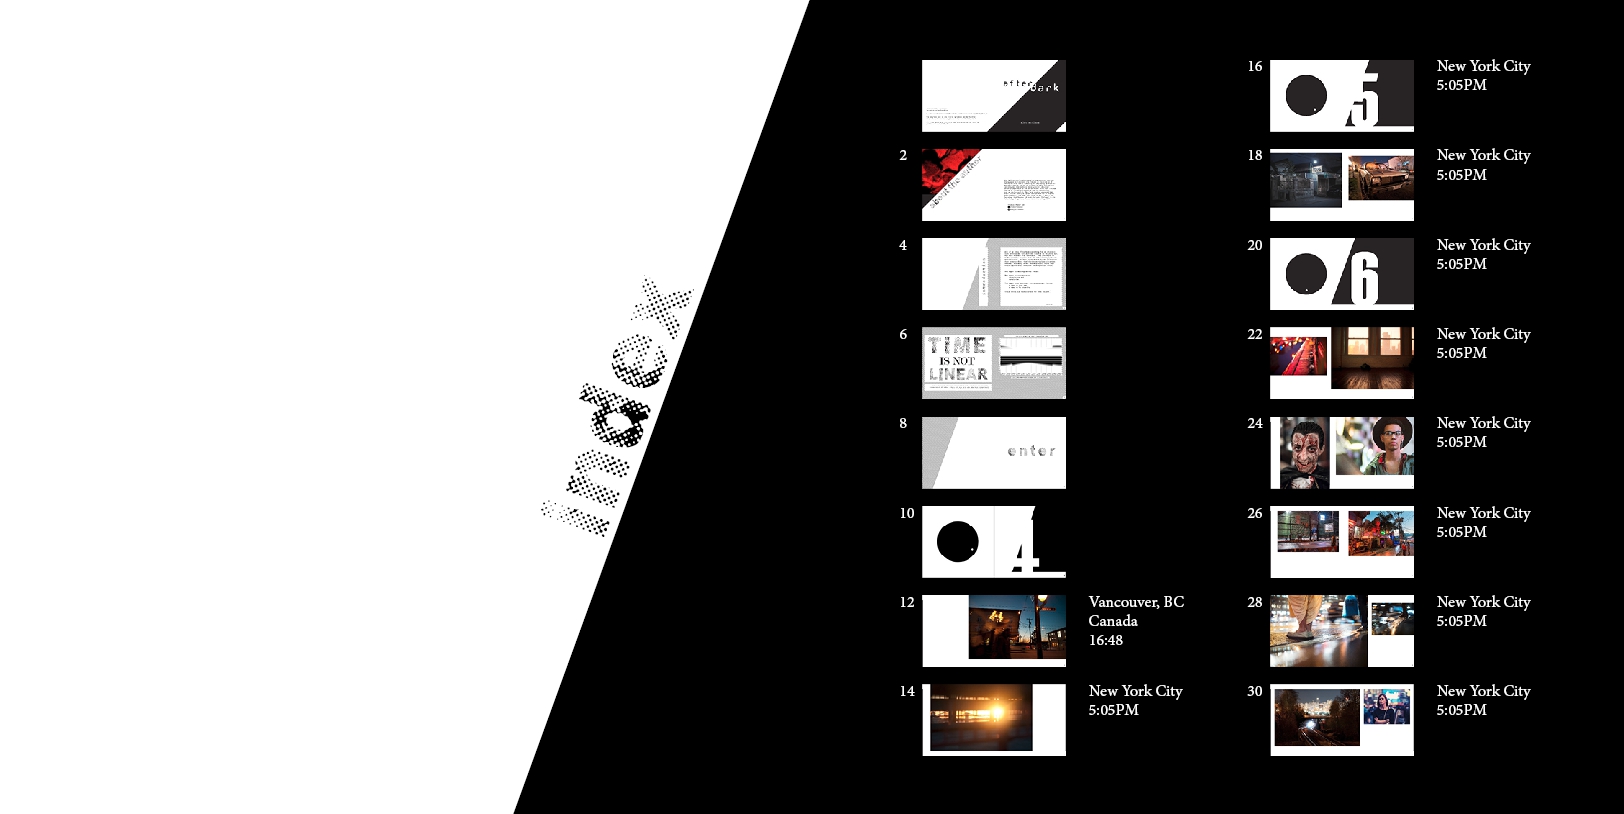 index
after
dark
2
about the author
4
6
TIME
IS NOT
LINEAR
8
enter
10
4
12
Vancouver, BC
Canada
16:48
14
New York City
5:05PM
16
5
New York City
5:05PM
18
New York City
5:05PM
20
6
New York City
5:05PM
22
New York City
5:05PM
24
New York City
5:05PM
26
New York City
5:05PM
28
New York City
5:05PM
30
New York City
5:05PM